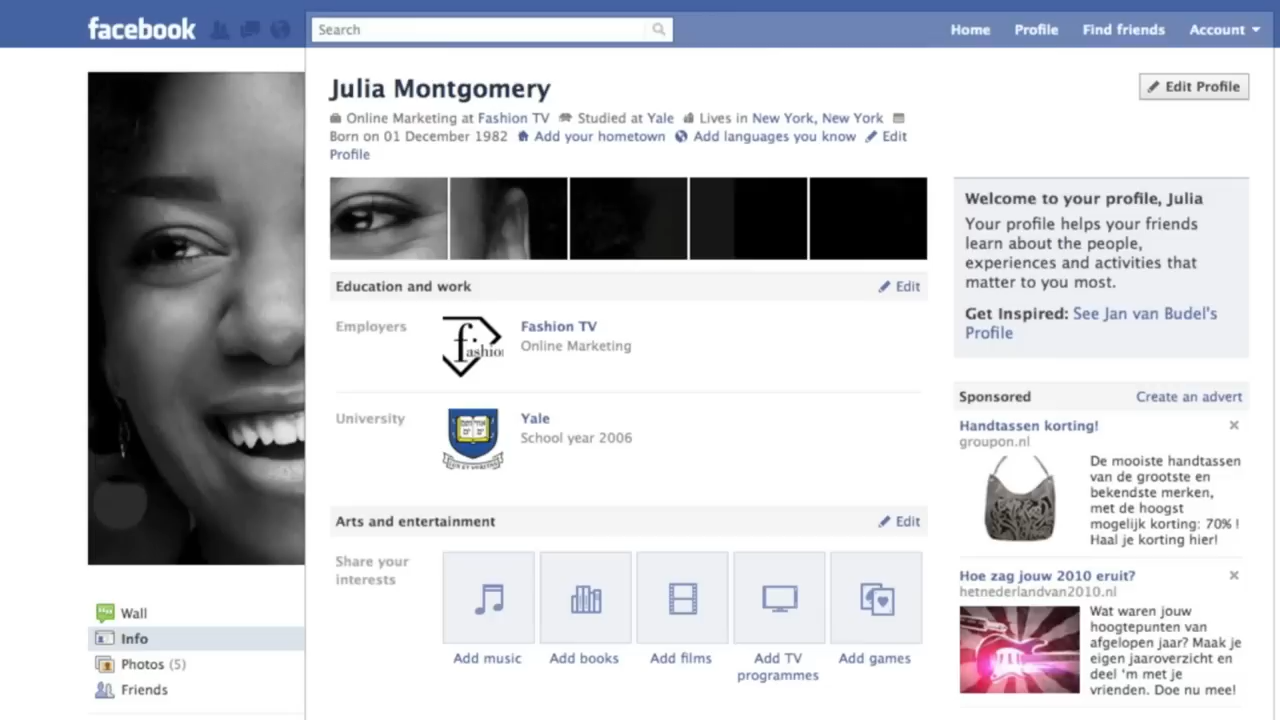 facebook
Search
Home Profile Find friends Account
Julia Montgomery
Edit Profile
Online Marketing at Fashion TV Studied at Yale Lives in New York, New York
Born on 01 December 1982 Add your hometown Add languages you know Edit
Profile
Welcome to your profile, Julia
Your profile helps your friends
learn about the people,
experiences and activities that
matter to you most.
Get Inspired: See Jan van Budel's
Profile
Education and work Edit
Employers
fashion
Fashion TV
Online Marketing
University
Yale
School year 2006
Arts and entertainment Edit
Share your
interests
Add music
Add books
Add films
Add TV
programmes
Add games
Sponsored Create an advert
Handtassen korting!
groupon.nl
De mooiste handtassen
van de grootste en
bekendste merken,
met de hoogst
mogelijk korting: 70% !
Haal je korting hier!
Hoe zag jouw 2010 eruit?
hetnederlandvan2010.nl
Wat waren jouw
hoogtepunten van
afgelopen jaar? Maak je
eigen jaaroverzicht en
deel 'm met je
vrienden. Doe nu mee!
Wall
Info
Photos (5)
Friends